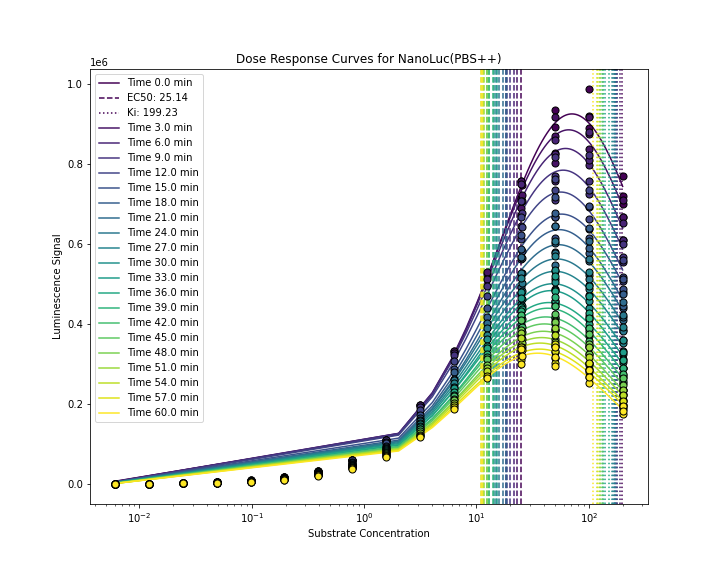 Dose Response Curves for NanoLuc(PBS++)
1e6
1.0
0.8
0.6
0.4
0.2
0.0
Luminescence Signal
Time 0.0 min
EC50: 25.14
Ki: 199.23
Time 3.0 min
Time 6.0 min
Time 9.0 min
Time 12.0 min
Time 15.0 min
Time 18.0 min
Time 21.0 min
Time 24.0 min
Time 27.0 min
Time 30.0 min
Time 33.0 min
Time 36.0 min
Time 39.0 min
Time 42.0 min
Time 45.0 min
Time 48.0 min
Time 51.0 min
Time 54.0 min
Time 57.0 min
Time 60.0 min
10⁻² 10⁻¹ 10⁰ 10¹ 10²
Substrate Concentration